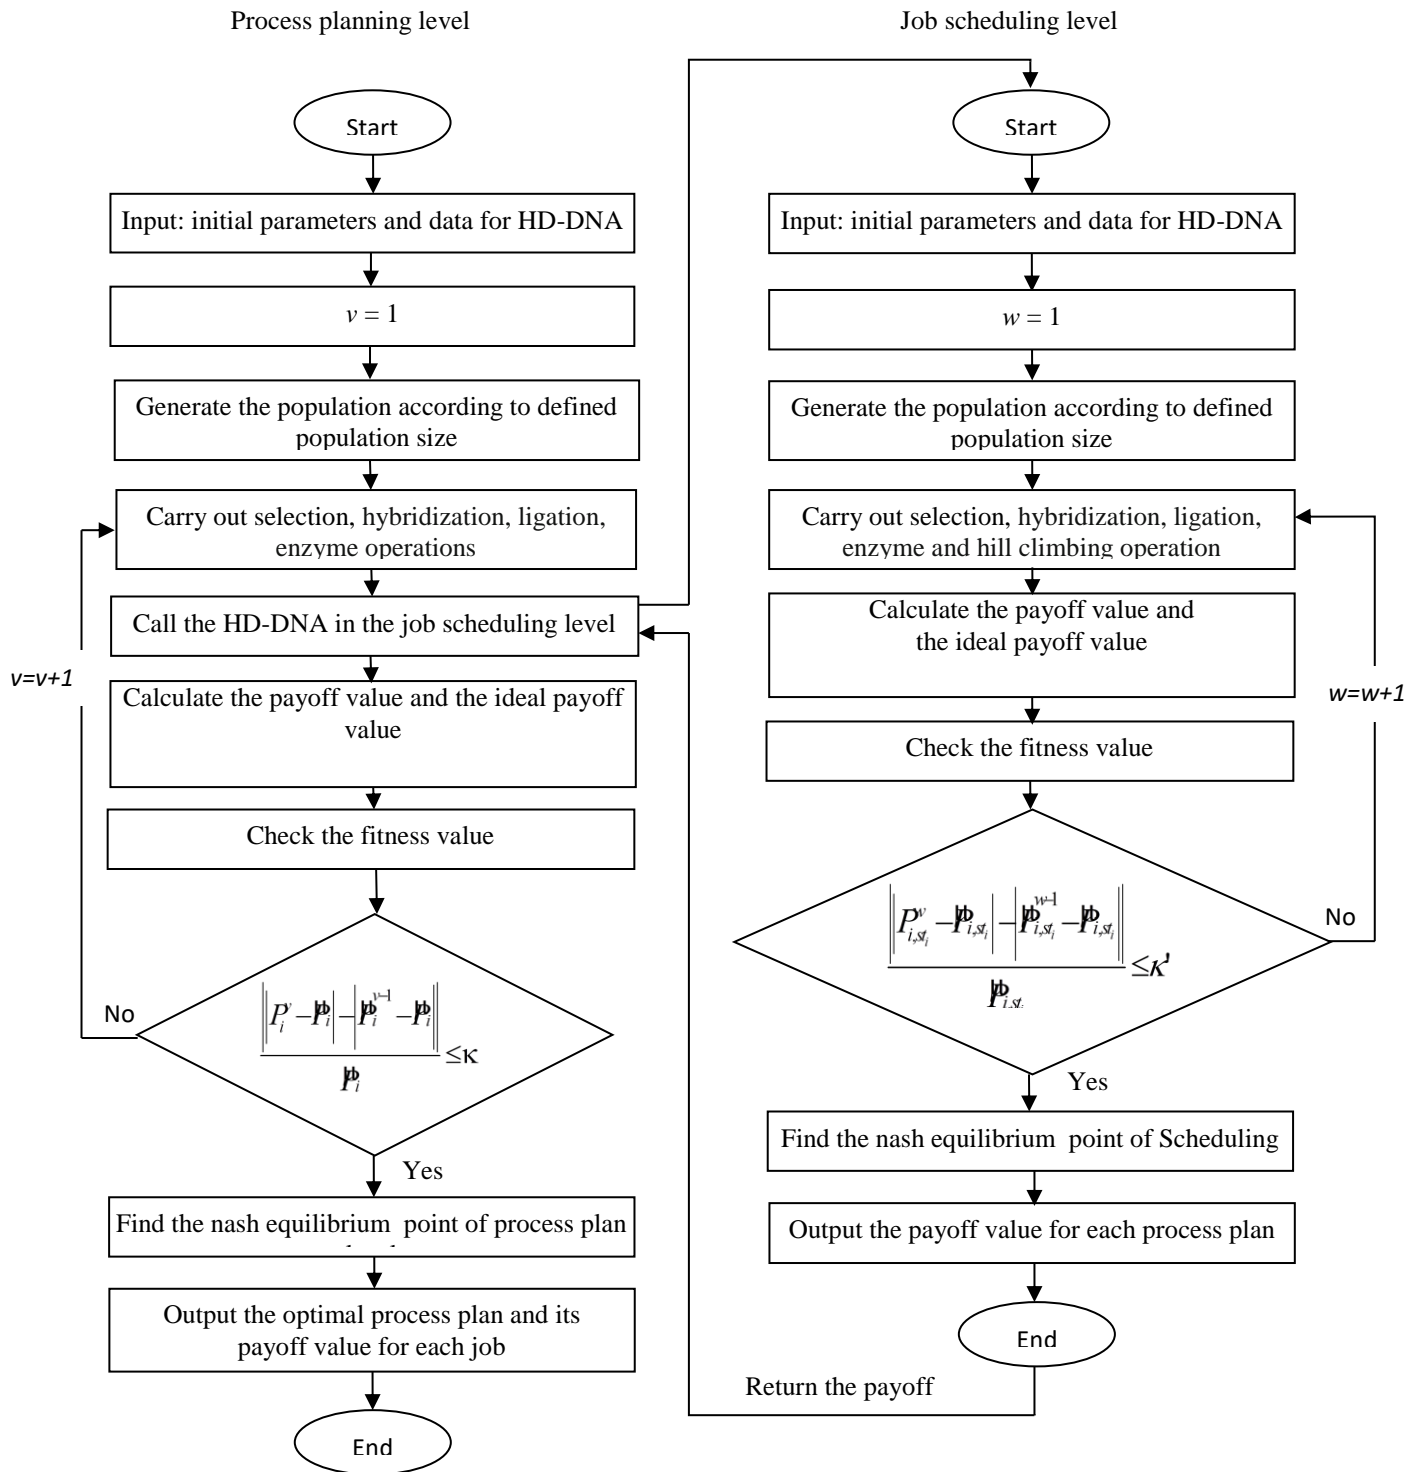 Process planning level
Start
Input: initial parameters and data for HD-DNA
v = 1
Generate the population according to defined
population size
Carry out selection, hybridization, ligation,
enzyme operations
Call the HD-DNA in the job scheduling level
v=v+1
Calculate the payoff value and the ideal payoff
value
Check the fitness value
No
≤κ
Yes
Find the nash equilibrium point of process plan
Output the optimal process plan and its
payoff value for each job
End
Job scheduling level
Start
Input: initial parameters and data for HD-DNA
w = 1
Generate the population according to defined
population size
Carry out selection, hybridization, ligation,
enzyme and hill climbing operation
Calculate the payoff value and
the ideal payoff value
w=w+1
Check the fitness value
No
≤κ'
Yes
Find the nash equilibrium point of Scheduling
Output the payoff value for each process plan
End
Return the payoff